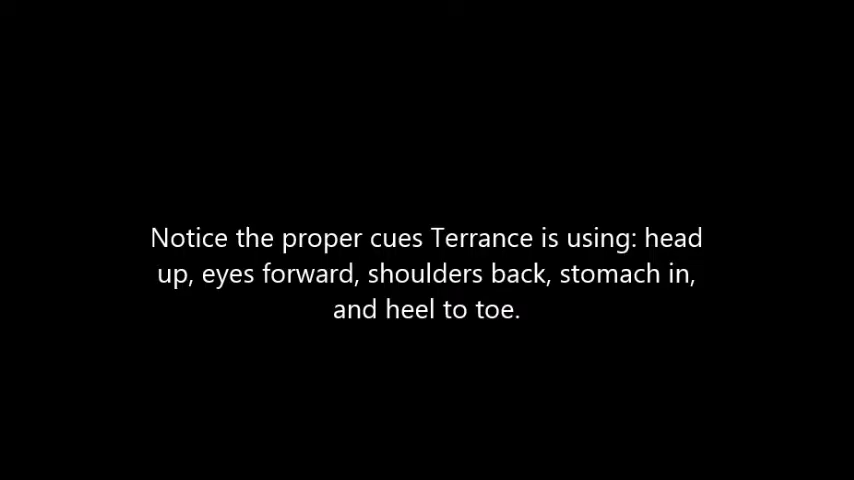 Notice the proper cues Terrance is using: head
up, eyes forward, shoulders back, stomach in,
and heel to toe.